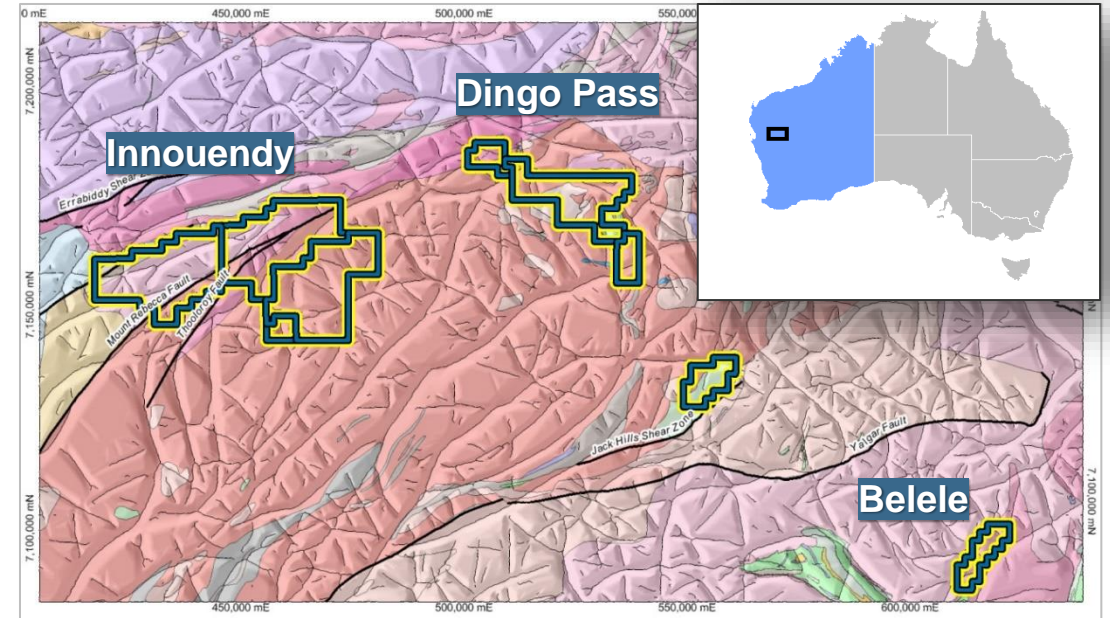 0 mE
450,000 mE
500,000 mE
550,000
7,200,000 mN
Dingo Pass
Innouendy
Errabiddy Shear
Mount Rebecca Fault
Thooloroy Fault
7,150,000 mN
N
Jack Hills Shear Zone
Yalgar Fault
Belele
7,100,000 mN
7,100,000 mN
450,000 mE
500,000 mE
550,000 mE
600,000 mE